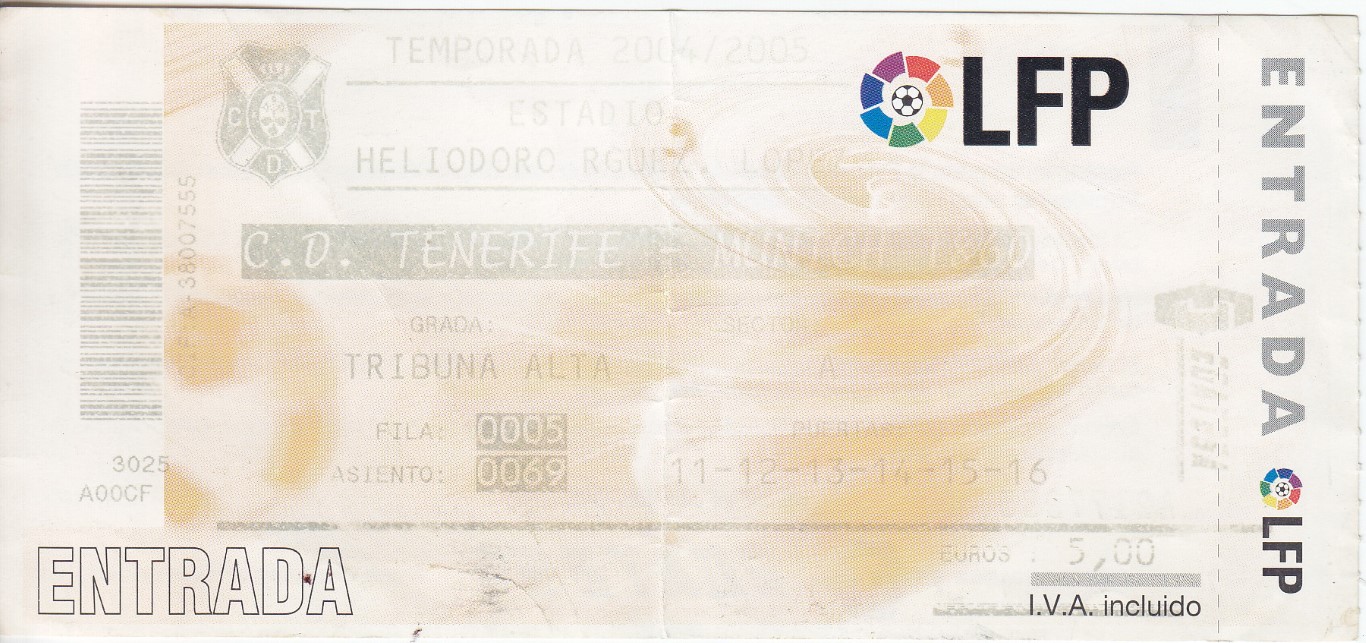 TEMPORADA 2004/2005
LFP
ESTADIO
HELIODORO RGUEZ. LOPEZ
C T
D
C.D. TENERIFE -
GRADA:
TRIBUNA ALTA
FILA: 0005
PUERTAS
ASIENTO: 0069
11-12-13-14-15-16
3025
A00CF
EUROS : 5,00
ENTRADA
I.V.A. incluido
A-38007555
ENTRADA
LFP